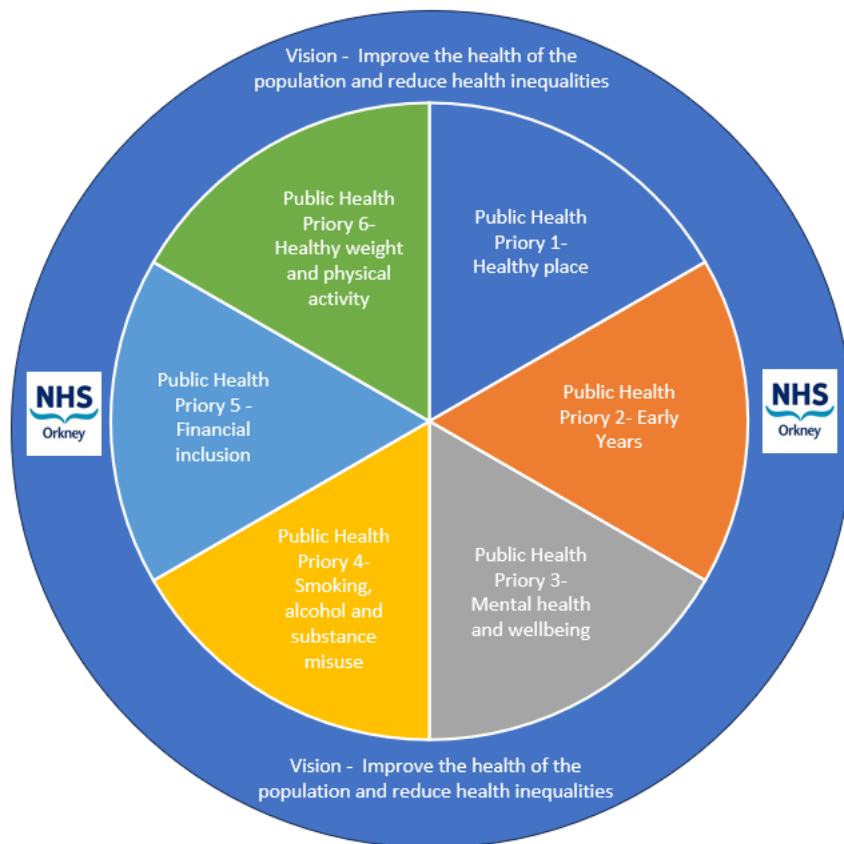 Vision -  Improve the health of the
population and reduce health inequalities
Public Health
Priory 1-
Healthy place
Public Health
Priory 2- Early
Years
Public Health
Priory 3-
Mental health
and wellbeing
Public Health
Priory 4-
Smoking,
alcohol and
substance
misuse
Public Health
Priory 5 -
Financial
inclusion
Public Health
Priory 6-
Healthy weight
and physical
activity
NHS
Orkney
NHS
Orkney
Vision -  Improve the health of the
population and reduce health inequalities